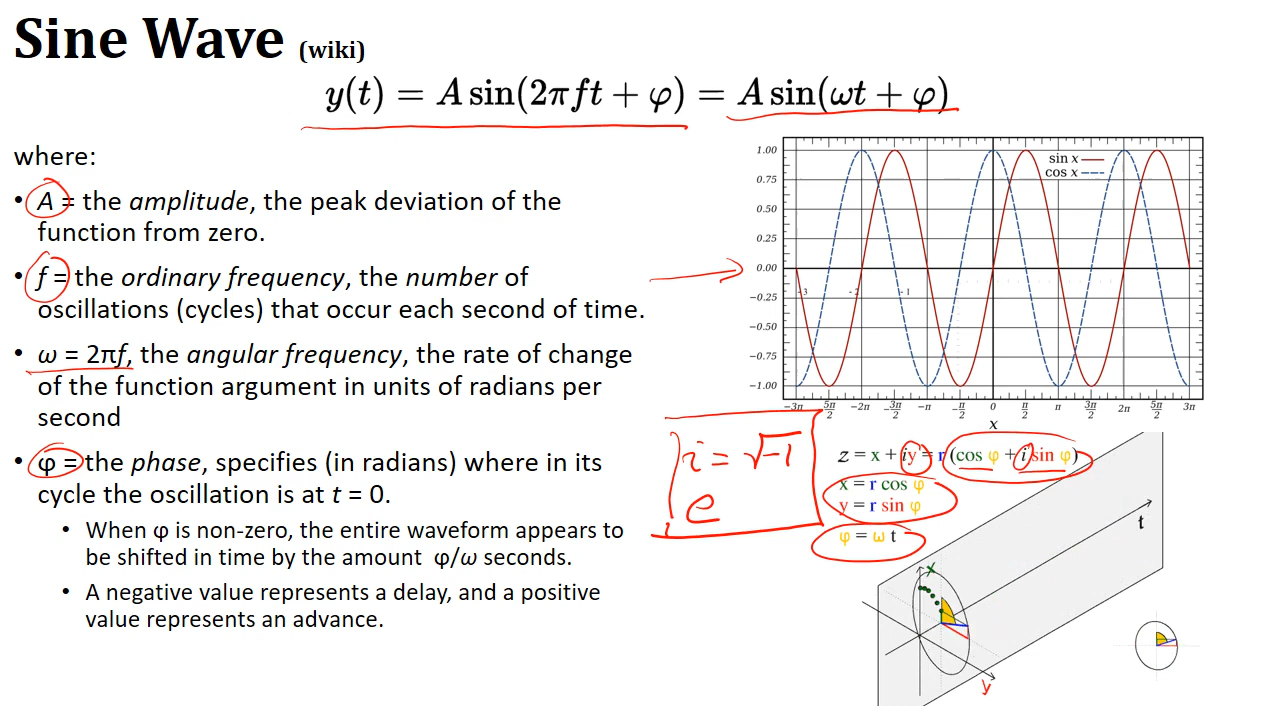 Sine Wave (wiki)
y(t) = A sin(2πft + φ) = A sin(ωt + φ)
where:
• A = the amplitude, the peak deviation of the
function from zero.
• f = the ordinary frequency, the number of
oscillations (cycles) that occur each second of time.
• ω = 2πf, the angular frequency, the rate of change
of the function argument in units of radians per
second
• φ = the phase, specifies (in radians) where in its
cycle the oscillation is at t = 0.
• When φ is non-zero, the entire waveform appears to
be shifted in time by the amount φ/ω seconds.
• A negative value represents a delay, and a positive
value represents an advance.
sin x
cos x
1.00
0.75
0.50
0.25
0.00
−0.25
−0.50
−0.75
−1.00
-3 -2 -1
−3π 5π/2 −2π −3π/2 −π −π/2 0 π/2 π 3π/2 2π 5π/2 3π
x
i = √-1
e
z = x + iy = r (cos φ + i sin φ)
x = r cos φ
y = r sin φ
φ = ω t
t
x
y